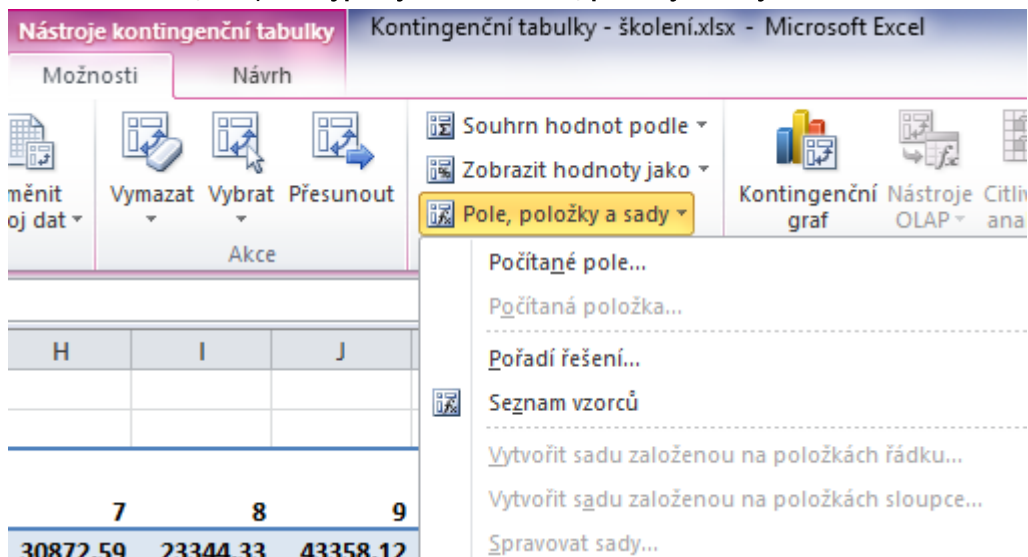 Nástroje kontingenční tabulky Kontingenční tabulky - školení.xlsx - Microsoft Excel
Možnosti Návrh
Souhrn hodnot podle
Zobrazit hodnoty jako
Pole, položky a sady
měnit
oj dat
Vymazat Vybrat Přesunout
Akce
Kontingenční
graf
Nástroje
OLAP
Citliv
ana
Počítané pole...
Počítaná položka...
Pořadí řešení...
Seznam vzorců
Vytvořit sadu založenou na položkách řádku...
Vytvořit sadu založenou na položkách sloupce...
Spravovat sady...
H I J
7 8 9
30872.59 23344.33 43358.12